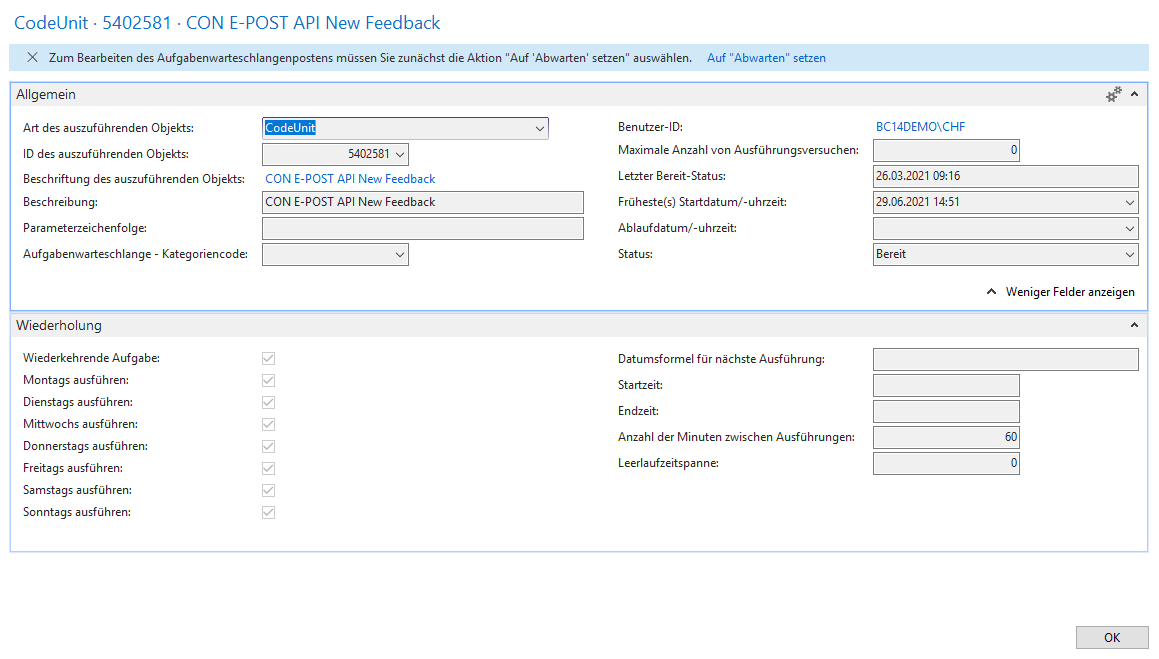 CodeUnit · 5402581 · CON E-POST API New Feedback
Zum Bearbeiten des Aufgabenwarteschlangenpostens müssen Sie zunächst die Aktion "Auf 'Abwarten' setzen" auswählen. Auf "Abwarten" setzen
Allgemein
Art des auszuführenden Objekts: CodeUnit
ID des auszuführenden Objekts: 5402581
Beschriftung des auszuführenden Objekts: CON E-POST API New Feedback
Beschreibung: CON E-POST API New Feedback
Parameterzeichenfolge:
Aufgabenwarteschlange - Kategoriencode:
Benutzer-ID: BC14DEMO\CHF
Maximale Anzahl von Ausführungsversuchen: 0
Letzter Bereit-Status: 26.03.2021 09:16
Früheste(s) Startdatum/-uhrzeit: 29.06.2021 14:51
Ablaufdatum/-uhrzeit:
Status: Bereit
Weniger Felder anzeigen
Wiederholung
Wiederkehrende Aufgabe:
Montags ausführen:
Dienstags ausführen:
Mittwochs ausführen:
Donnerstags ausführen:
Freitags ausführen:
Samstags ausführen:
Sonntags ausführen:
Datumsformel für nächste Ausführung:
Startzeit:
Endzeit:
Anzahl der Minuten zwischen Ausführungen: 60
Leerlaufzeitspanne: 0
OK